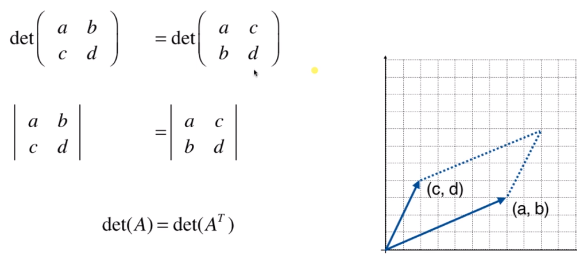 det ( a b c d ) = det ( a c b d )
| a b c d | = | a c b d |
(c, d)
(a, b)
det(A) = det(A^T)